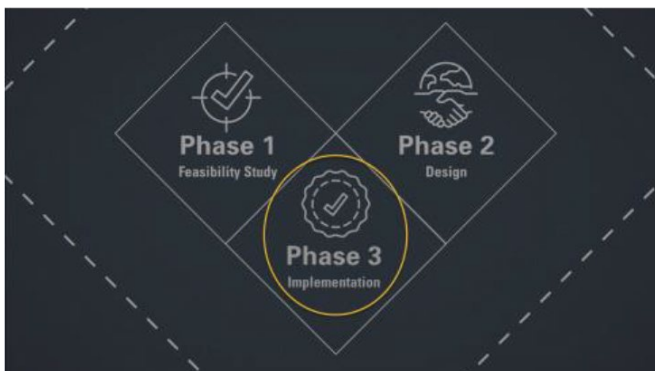 Phase 1
Feasibility Study
Phase 2
Design
Phase 3
Implementation